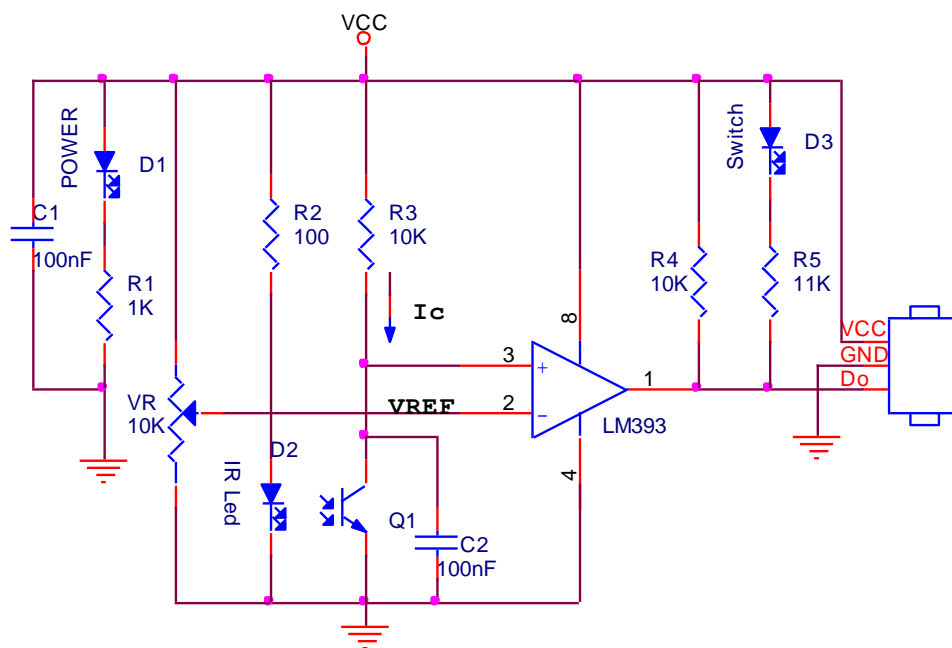 VCC
POWER
D1
C1
100nF
R1
1K
R2
100
R3
10K
Ic
Switch
D3
R4
10K
R5
11K
VCC
GND
Do
8
3
+
2
-
1
4
LM393
VR
10K
VREF
D2
IR Led
Q1
C2
100nF